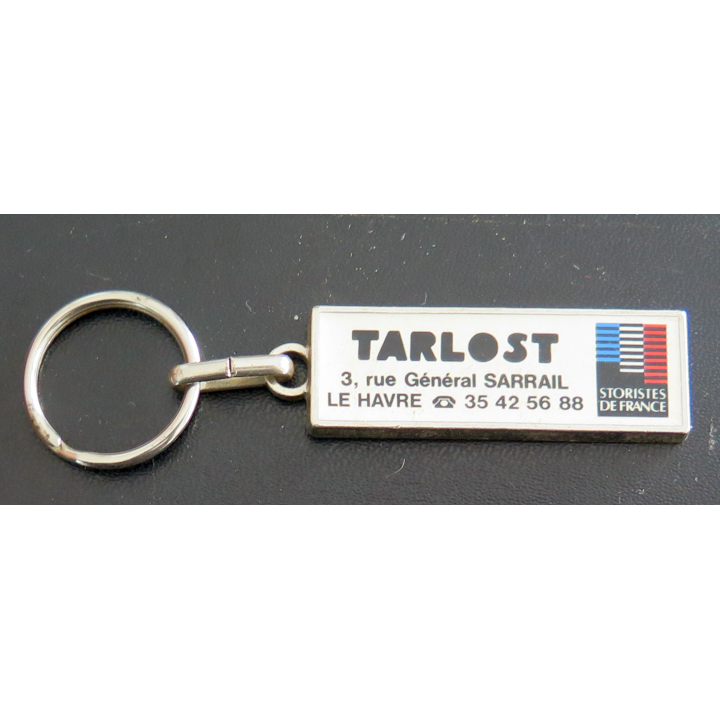 TARLOST
3, rue Général SARRAIL
LE HAVRE ☎ 35 42 56 88
STORISTES
DE FRANCE